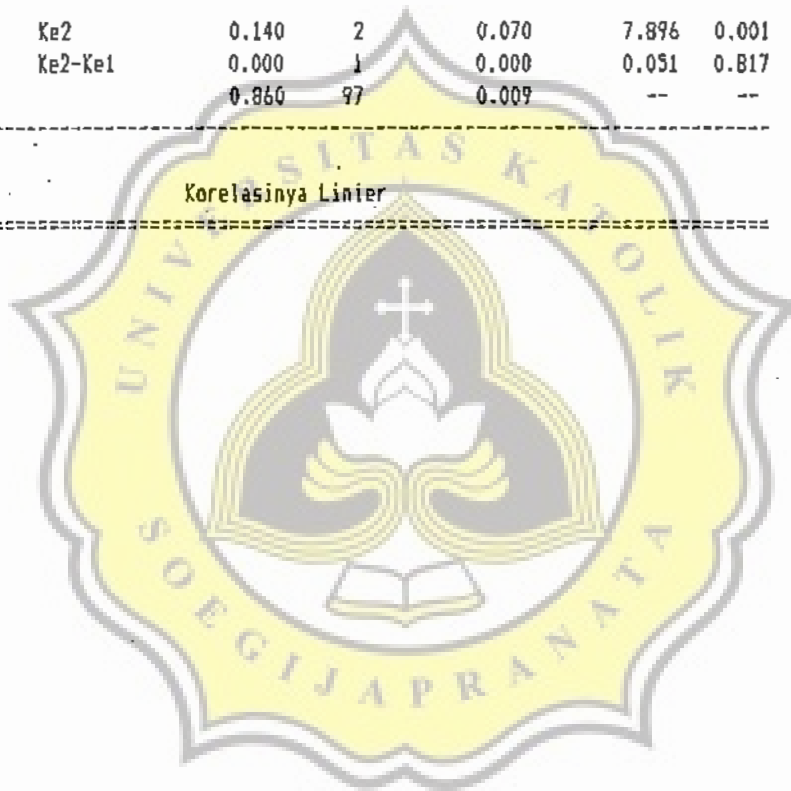 Ke2 0.140 2 0.070 7.896 0.001
Ke2-Ke1 0.000 1 0.000 0.051 0.817
0.860 97 0.009 -- --
Korelasinya Linier
UNIVERSITAS KATOLIK
SOEGIJAPRANATA